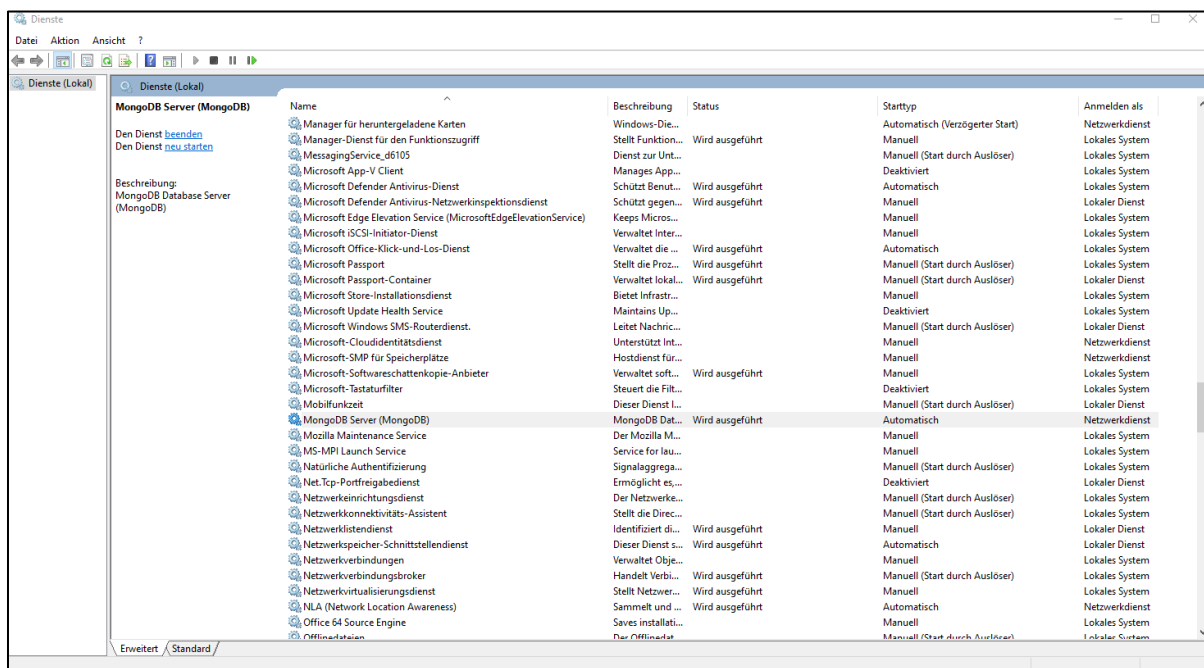 Dienste
Datei Aktion Ansicht ?
Dienste (Lokal)
Dienste (Lokal)
MongoDB Server (MongoDB)
Den Dienst beenden
Den Dienst neu starten
Beschreibung:
MongoDB Database Server
(MongoDB)
Name Beschreibung Status Starttyp Anmelden als
Manager für heruntergeladene Karten Windows-Die... Automatisch (Verzögerter Start) Netzwerkdienst
Manager-Dienst für den Funktionszugriff Stellt Funktion... Wird ausgeführt Manuell Lokales System
MessagingService_d6105 Dienst zur Unt... Manuell (Start durch Auslöser) Lokales System
Microsoft App-V Client Manages App... Deaktiviert Lokales System
Microsoft Defender Antivirus-Dienst Schützt Benut... Wird ausgeführt Automatisch Lokales System
Microsoft Defender Antivirus-Netzwerkinspektionsdienst Schützt gegen... Wird ausgeführt Manuell Lokaler Dienst
Microsoft Edge Elevation Service (MicrosoftEdgeElevationService) Keeps Micros... Manuell Lokales System
Microsoft iSCSI-Initiator-Dienst Verwaltet Inter... Manuell Lokales System
Microsoft Office-Klick-und-Los-Dienst Verwaltet die ... Wird ausgeführt Automatisch Lokales System
Microsoft Passport Stellt die Proz... Wird ausgeführt Manuell (Start durch Auslöser) Lokales System
Microsoft Passport-Container Verwaltet lokal... Wird ausgeführt Manuell (Start durch Auslöser) Lokaler Dienst
Microsoft Store-Installationsdienst Bietet Infrastr... Manuell Lokales System
Microsoft Update Health Service Maintains Up... Deaktiviert Lokales System
Microsoft Windows SMS-Routerdienst. Leitet Nachric... Manuell (Start durch Auslöser) Lokaler Dienst
Microsoft-Cloudidentitätsdienst Unterstützt Int... Manuell Netzwerkdienst
Microsoft-SMP für Speicherplätze Hostdienst für... Manuell Netzwerkdienst
Microsoft-Softwareschattenkopie-Anbieter Verwaltet soft... Wird ausgeführt Manuell Lokales System
Microsoft-Tastaturfilter Steuert die Filt... Deaktiviert Lokales System
Mobilfunkzeit Dieser Dienst l... Manuell (Start durch Auslöser) Lokaler Dienst
MongoDB Server (MongoDB) MongoDB Dat... Wird ausgeführt Automatisch Netzwerkdienst
Mozilla Maintenance Service Der Mozilla M... Manuell Lokales System
MS-MPI Launch Service Service for lau... Manuell Lokales System
Natürliche Authentifizierung Signalaggrega... Manuell (Start durch Auslöser) Lokales System
Net.Tcp-Portfreigabedienst Ermöglicht es,... Deaktiviert Lokaler Dienst
Netzwerkeinrichtungsdienst Der Netzwerke... Manuell (Start durch Auslöser) Lokales System
Netzwerkkonnektivitäts-Assistent Stellt die Direc... Manuell (Start durch Auslöser) Lokales System
Netzwerklistendienst Identifiziert di... Wird ausgeführt Manuell Lokaler Dienst
Netzwerkspeicher-Schnittstellendienst Dieser Dienst s... Wird ausgeführt Automatisch Lokaler Dienst
Netzwerkverbindungen Verwaltet Obje... Manuell Lokales System
Netzwerkverbindungsbroker Handelt Verbi... Wird ausgeführt Manuell (Start durch Auslöser) Lokales System
Netzwerkvirtualisierungsdienst Stellt Netzwer... Wird ausgeführt Manuell Lokales System
NLA (Network Location Awareness) Sammelt und ... Wird ausgeführt Automatisch Netzwerkdienst
Office 64 Source Engine Saves installati... Manuell Lokales System
Offlinedateien Der Offlinedat... Manuell (Start durch Auslöser) Lokales System
Erweitert Standard